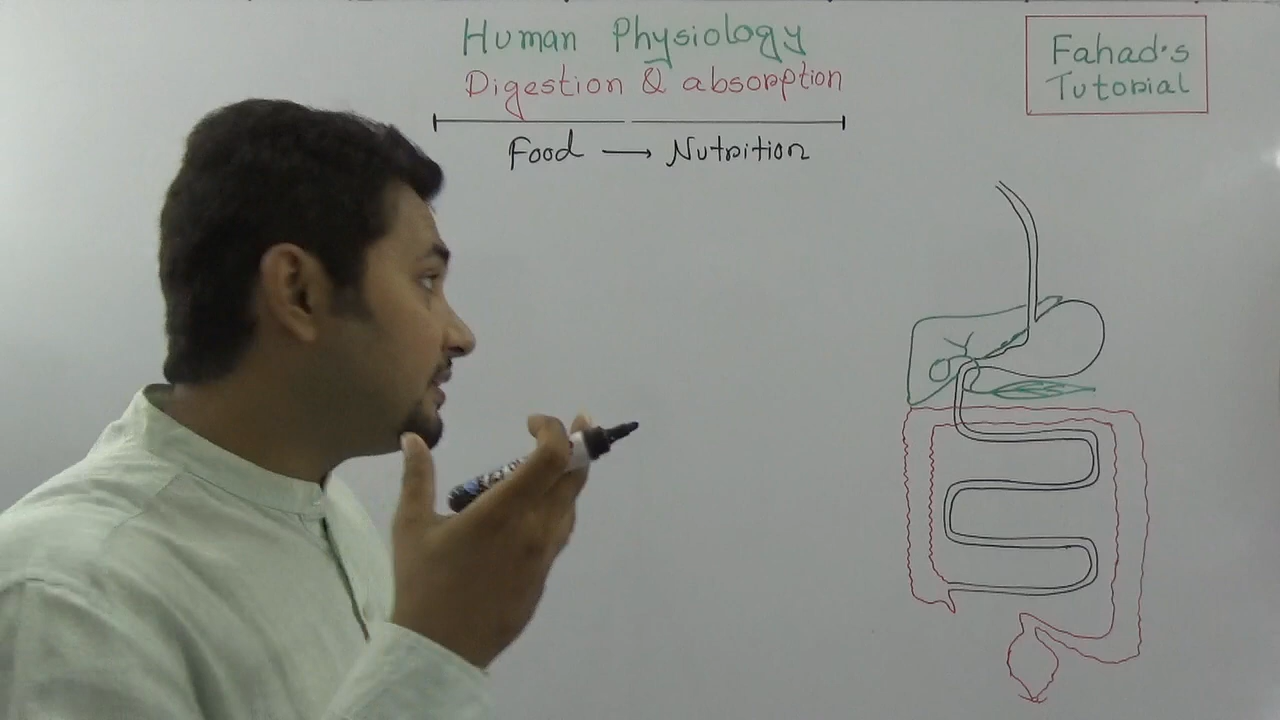 Human Physiology
Digestion & absorption
Food → Nutrition
Fahad's
Tutorial